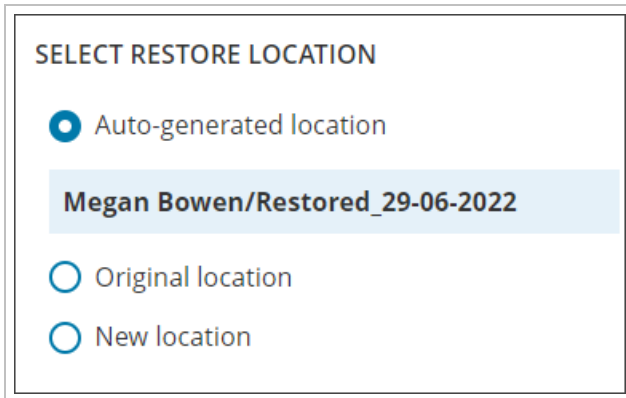 SELECT RESTORE LOCATION
Auto-generated location
Megan Bowen/Restored_29-06-2022
Original location
New location